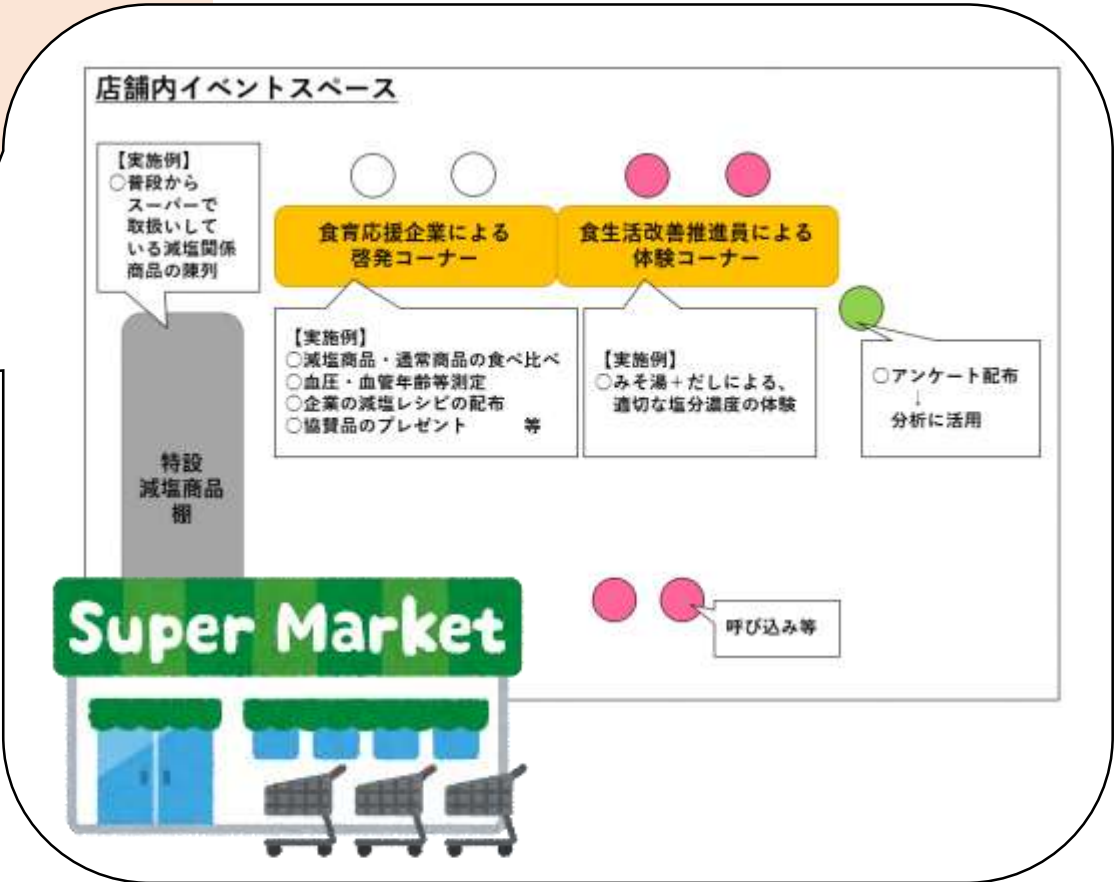 店舗内イベントスペース
【実施例】
○普段から
スーパーで
取扱いして
いる減塩関係
商品の陳列
食育応援企業による
啓発コーナー
食生活改善推進員による
体験コーナー
【実施例】
○減塩商品・通常商品の食べ比べ
○血圧・血管年齢等測定
○企業の減塩レシピの配布
○協賛品のプレゼント　　等
【実施例】
○みそ湯＋だしによる、
適切な塩分濃度の体験
○アンケート配布
↓
分析に活用
特設
減塩商品
棚
呼び込み等
Super Market